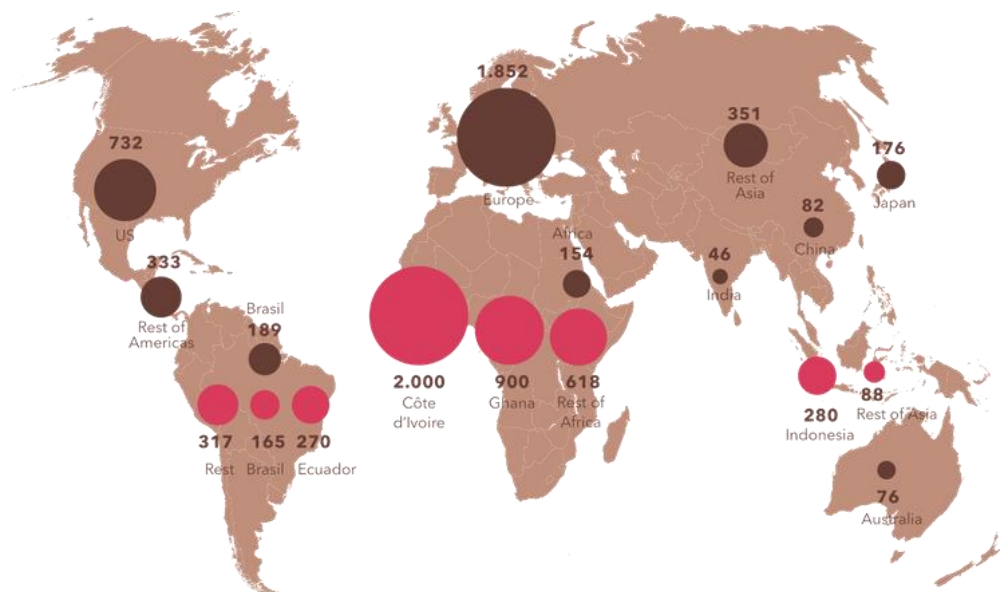 1.852
Europe
732
US
333
Rest of
Americas
Brasil
189
317
Rest
165
Brasil
270
Ecuador
Africa
154
2.000
Côte
d'Ivoire
900
Ghana
618
Rest of
Africa
351
Rest of
Asia
176
Japan
82
China
46
India
280
Indonesia
88
Rest of Asia
76
Australia